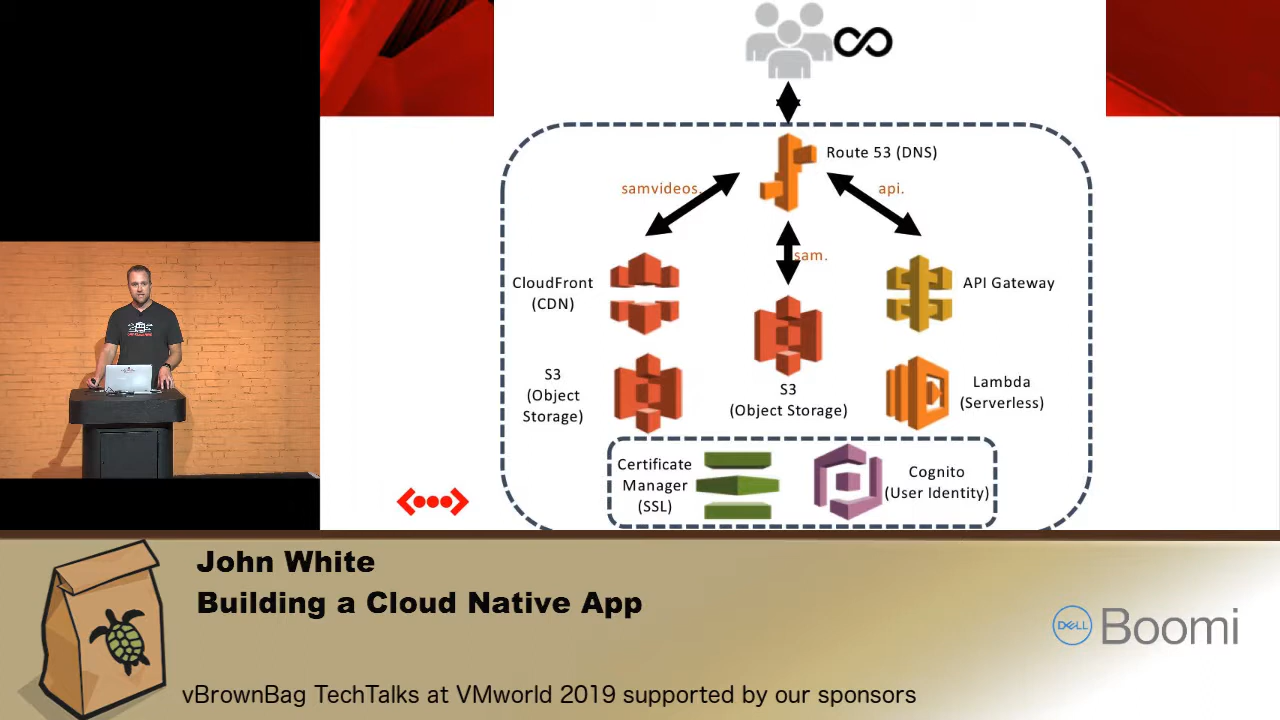 Route 53 (DNS)
samvideos.
api.
sam.
CloudFront
(CDN)
API Gateway
S3
(Object
Storage)
S3
(Object Storage)
Lambda
(Serverless)
Certificate
Manager
(SSL)
Cognito
(User Identity)
John White
Building a Cloud Native App
DELL
Boomi
vBrownBag TechTalks at VMworld 2019 supported by our sponsors